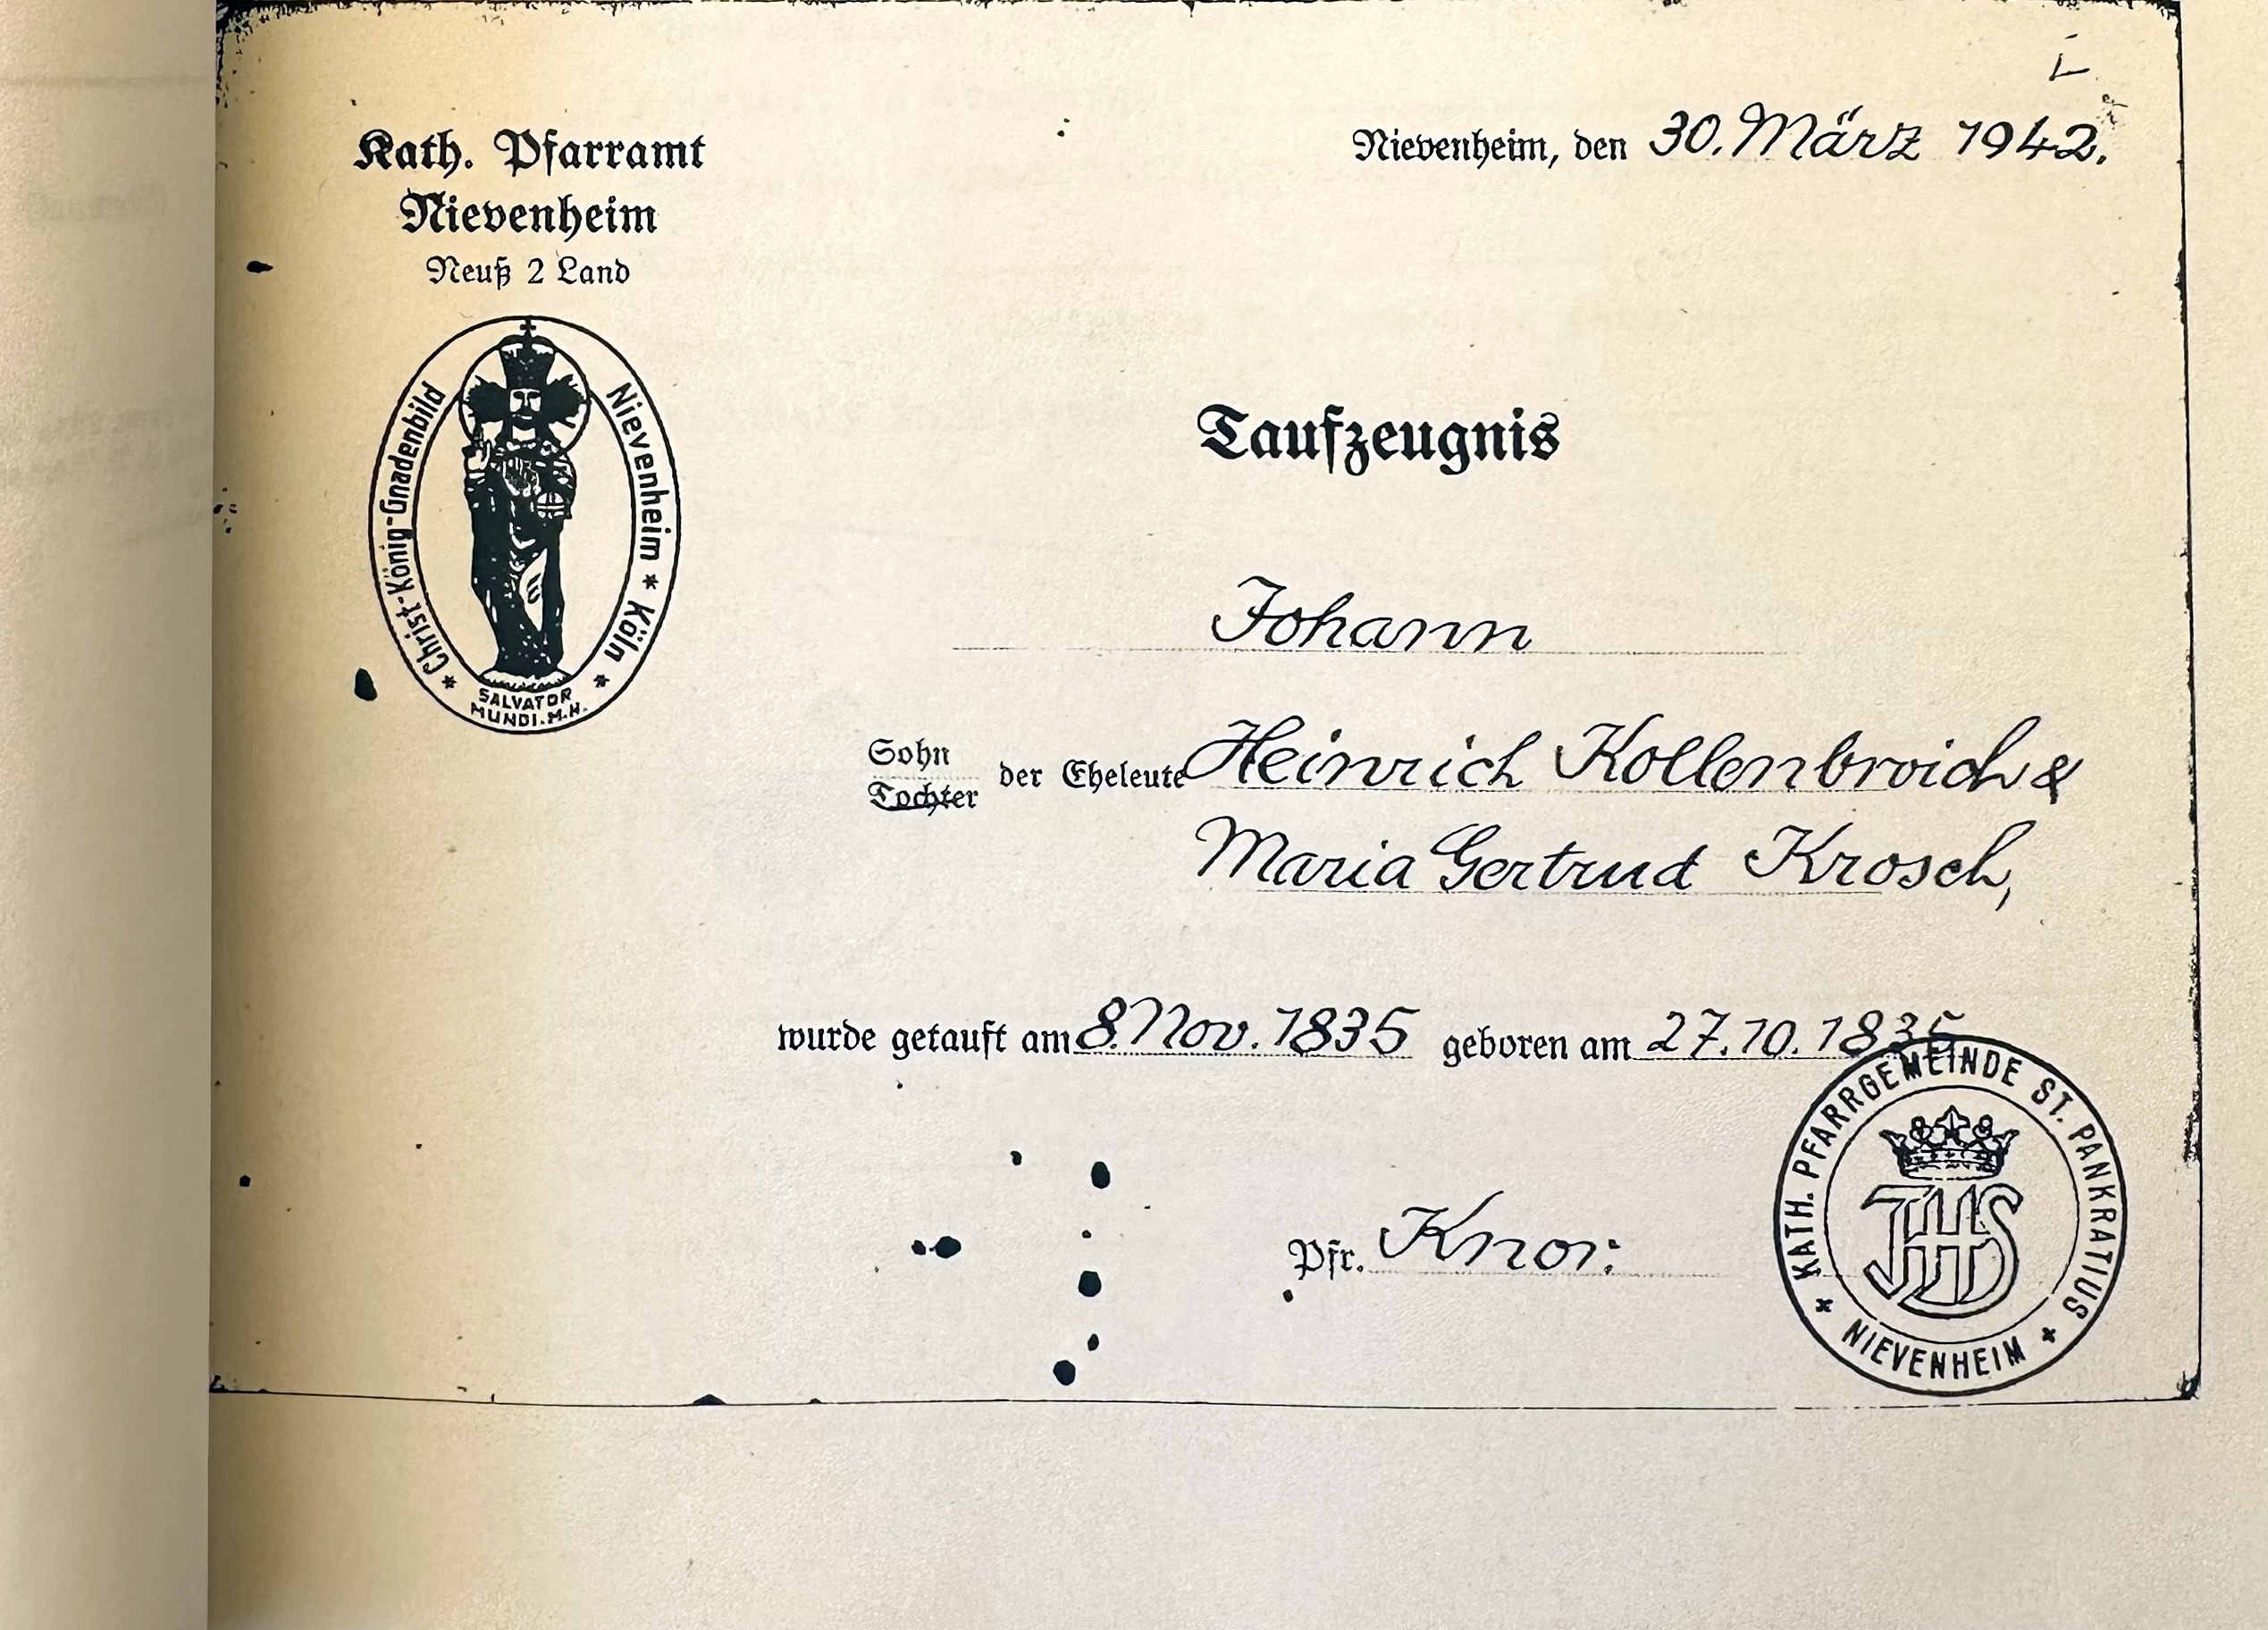 Kath. Pfarramt
Nievenheim
Neuß 2 Land
Nievenheim, den 30. März 1942.
Christ-König-Gnadenbild Nievenheim * Köln *
SALVATOR
MUNDI. M. H.
Taufzeugnis
Johann
Sohn
Tochter
der Eheleute Heinrich Kollenbroich &
Maria Gertrud Krosch,
wurde getauft am 8. Nov. 1835 geboren am 27.10.1835
Pfr. Knor:
KATH. PFARRGEMEINDE ST. PANKRATIUS
NIEVENHEIM
JHS